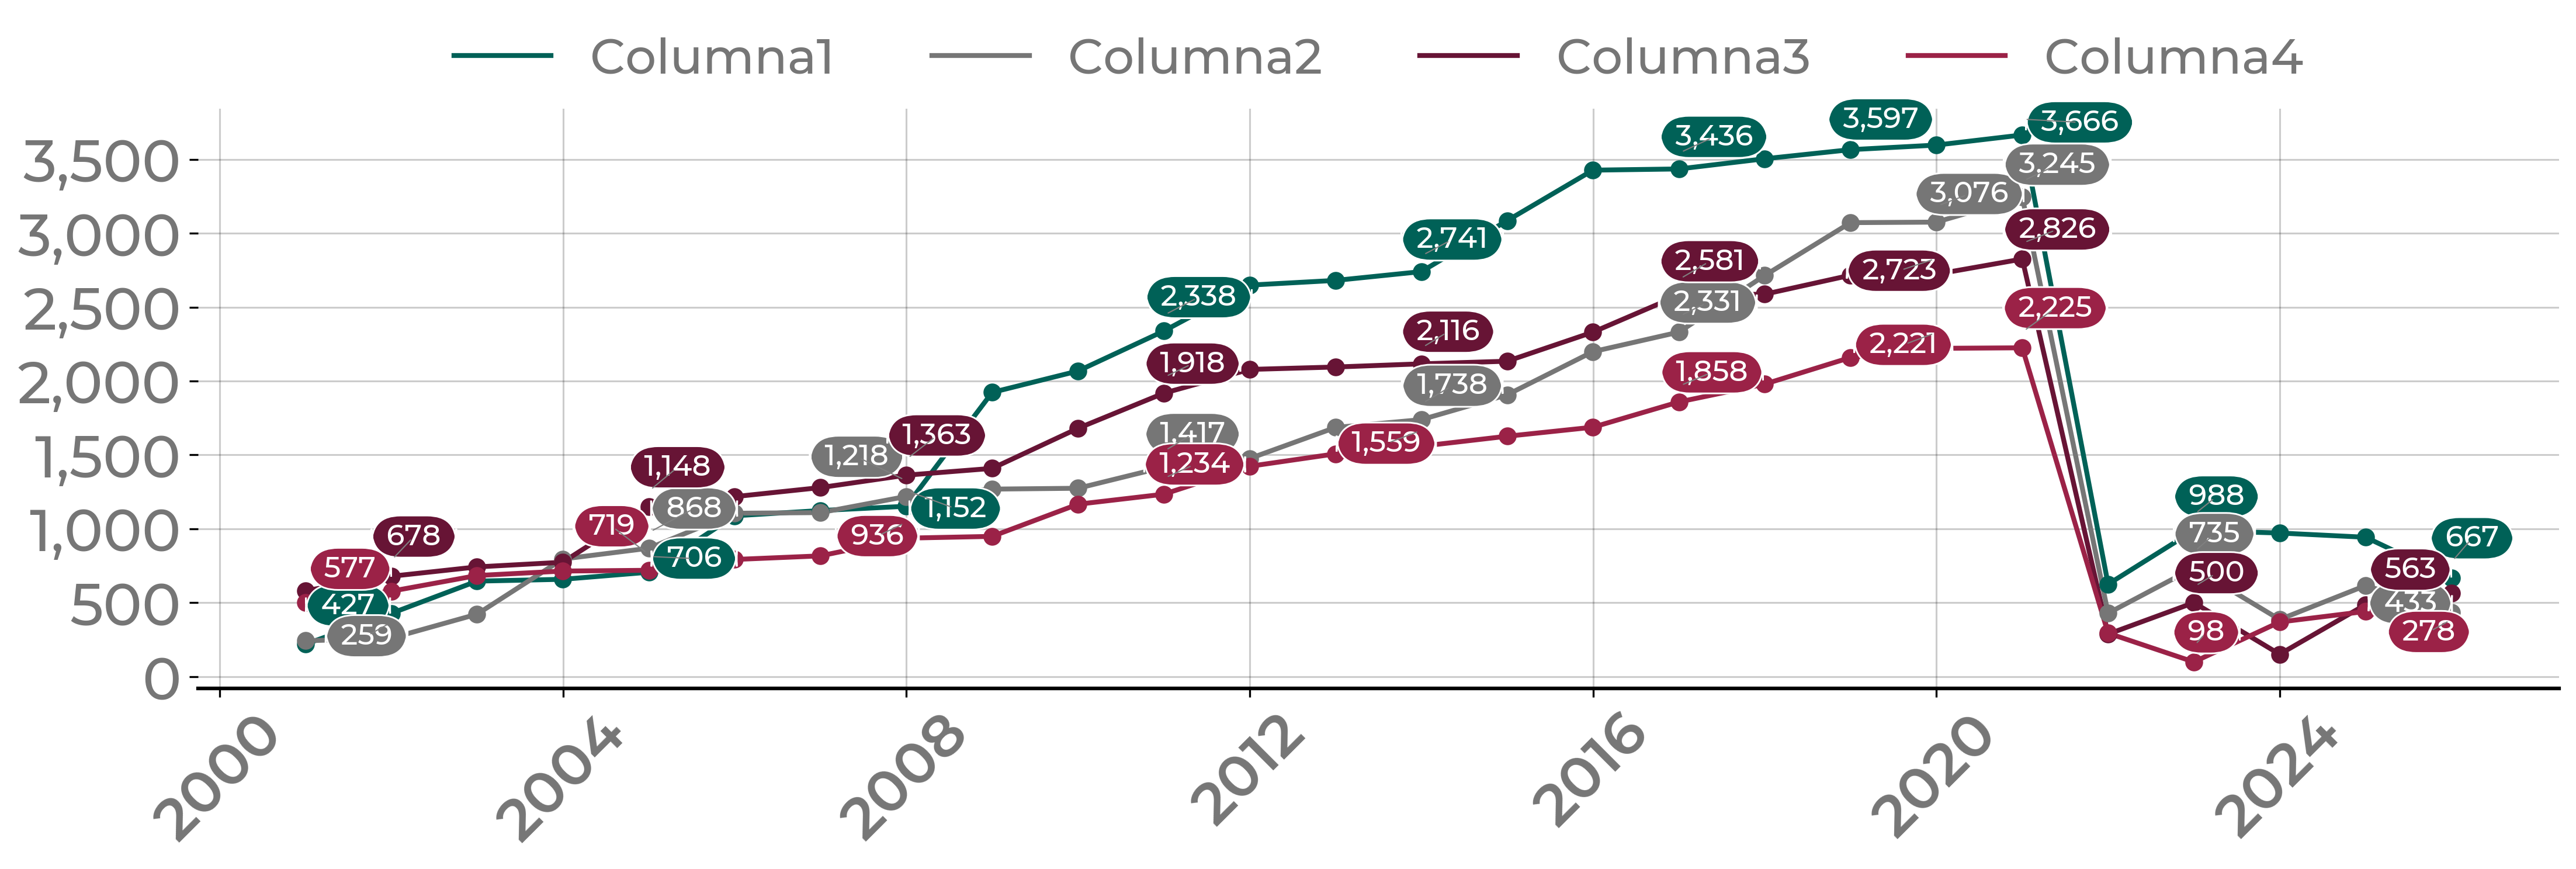 Columna1 Columna2 Columna3 Columna4
3,500
3,000
2,500
2,000
1,500
1,000
500
0
2000 2004 2008 2012 2016 2020 2024
427 706 1,152 2,338 2,741 3,436 3,597 3,666 988 667
259 868 1,218 1,417 1,738 2,331 3,076 3,245 735 433
678 1,148 1,363 1,918 2,116 2,581 2,723 2,826 500 563
577 719 936 1,234 1,559 1,858 2,221 2,225 98 278